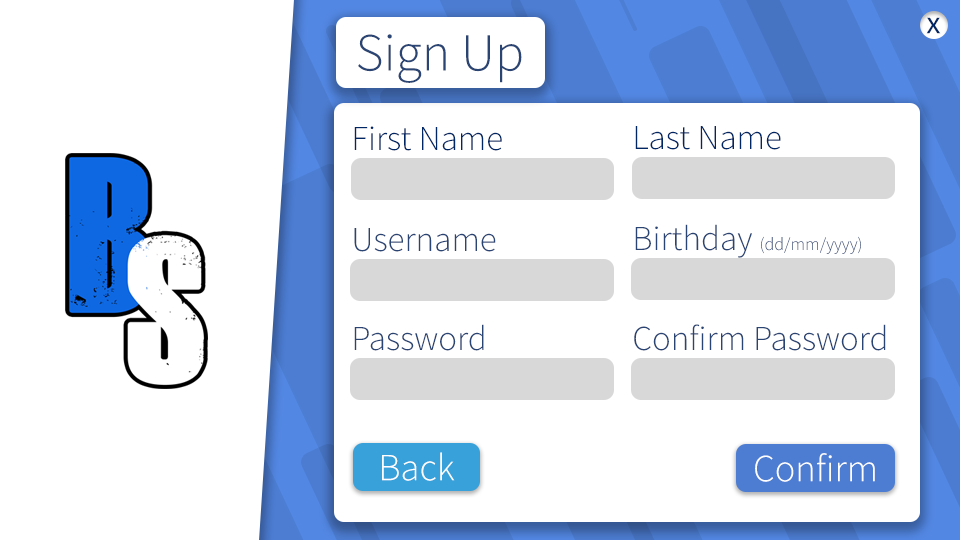 Sign Up
X
First Name
Last Name
Username
Birthday (dd/mm/yyyy)
Password
Confirm Password
Back
Confirm
BS